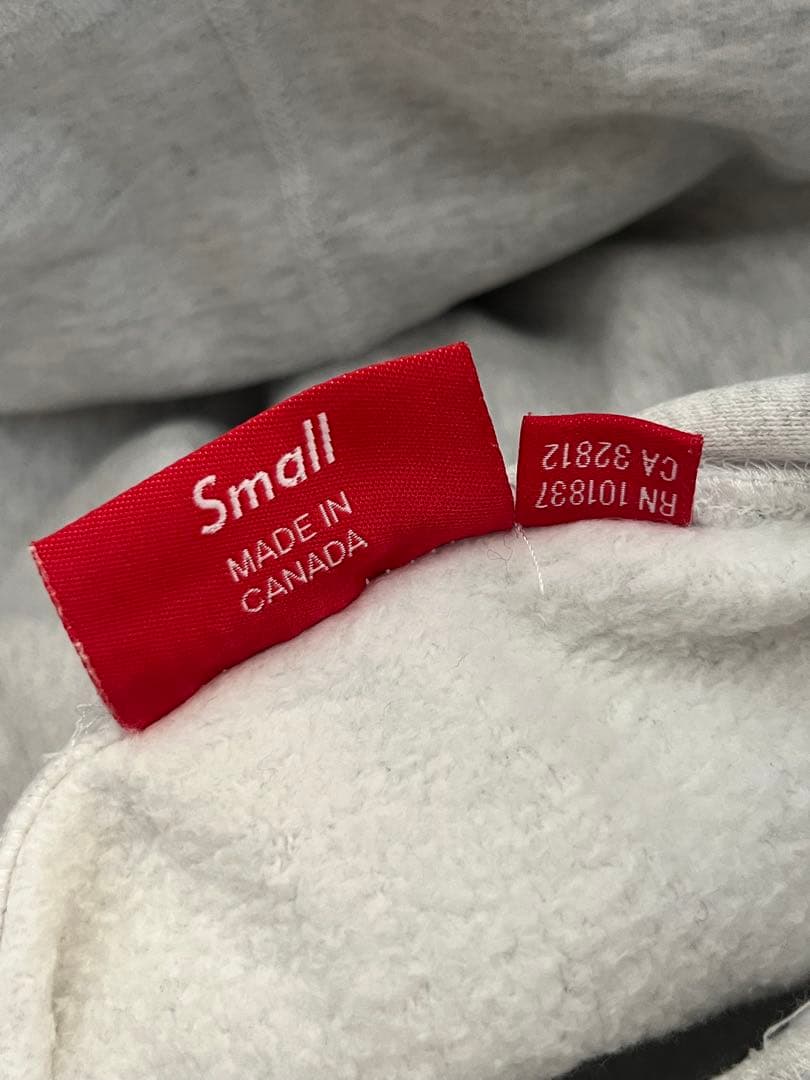 Small
MADE IN
CANADA
RN 101837
CA 32812